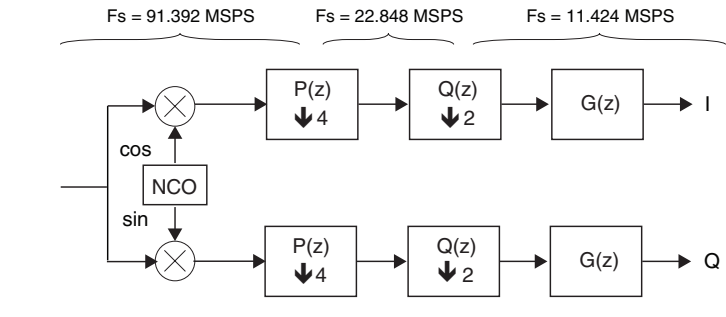 Fs = 91.392 MSPS Fs = 22.848 MSPS Fs = 11.424 MSPS
P(z) Q(z) G(z) I
↓4 ↓2
cos
NCO
sin
P(z) Q(z) G(z) Q
↓4 ↓2